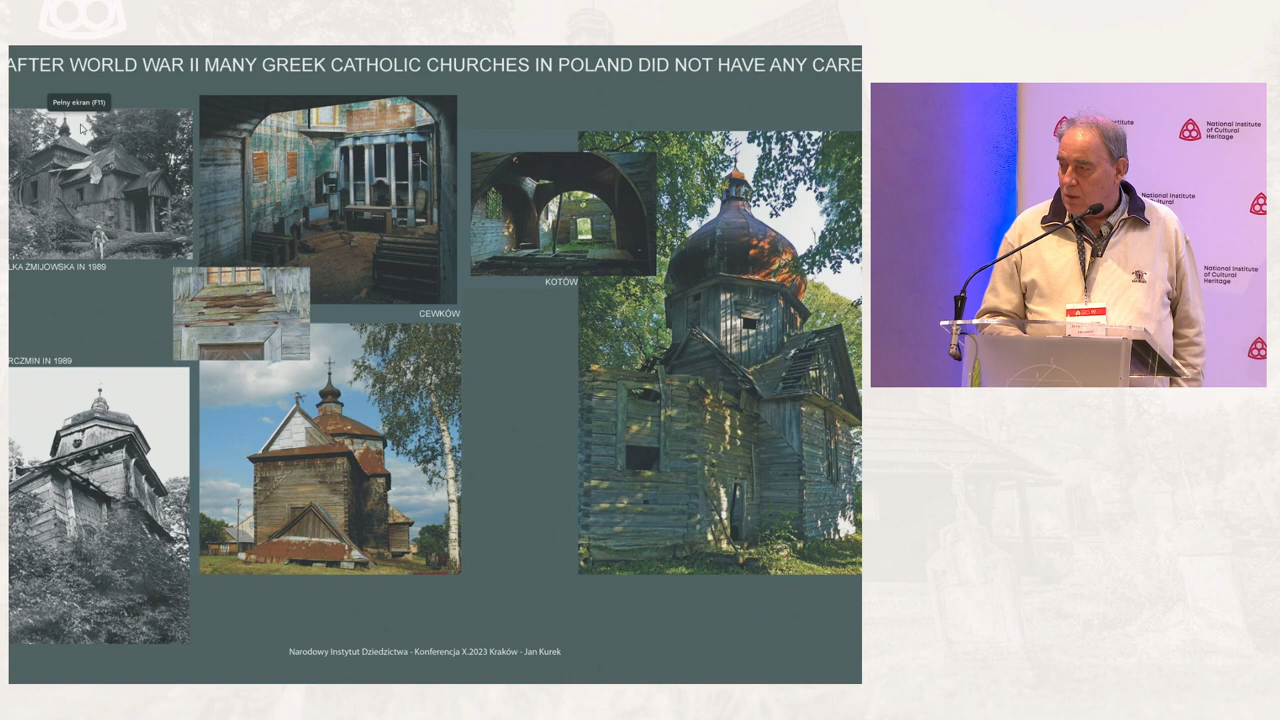 AFTER WORLD WAR II MANY GREEK CATHOLIC CHURCHES IN POLAND DID NOT HAVE ANY CARE
Pełny ekran (F11)
LKA ŻMIJOWSKA IN 1989
KOTÓW
CEWKÓW
RCZMIN IN 1989
Narodowy Instytut Dziedzictwa - Konferencja X.2023 Kraków - Jan Kurek
National Institute
of Cultural
Heritage
National Institute
of Cultural
Heritage
National Institute
of Cultural
Heritage